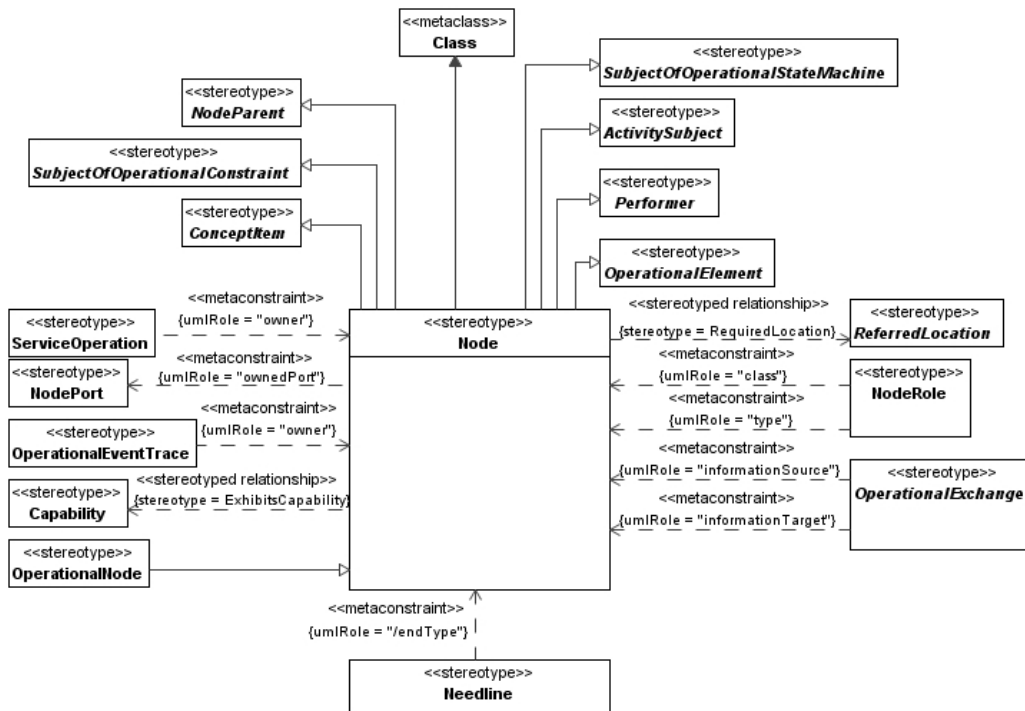 <<metaclass>>
Class
<<stereotype>>
SubjectOfOperationalStateMachine
<<stereotype>>
NodeParent
<<stereotype>>
ActivitySubject
<<stereotype>>
SubjectOfOperationalConstraint
<<stereotype>>
Performer
<<stereotype>>
ConceptItem
<<stereotype>>
OperationalElement
<<metaconstraint>>
{umlRole = "owner"}
<<stereotype>>
ServiceOperation
<<stereotype>>
Node
<<stereotyped relationship>>
{stereotype = RequiredLocation}
<<stereotype>>
ReferredLocation
<<metaconstraint>>
{umlRole = "ownedPort"}
<<stereotype>>
NodePort
<<metaconstraint>>
{umlRole = "class"}
<<stereotype>>
NodeRole
<<metaconstraint>>
{umlRole = "type"}
<<metaconstraint>>
{umlRole = "owner"}
<<stereotype>>
OperationalEventTrace
<<metaconstraint>>
{umlRole = "informationSource"}
<<stereotype>>
OperationalExchange
<<metaconstraint>>
{umlRole = "informationTarget"}
<<stereotyped relationship>>
{stereotype = ExhibitsCapability}
<<stereotype>>
Capability
<<stereotype>>
OperationalNode
<<metaconstraint>>
{umlRole = "/endType"}
<<stereotype>>
Needline